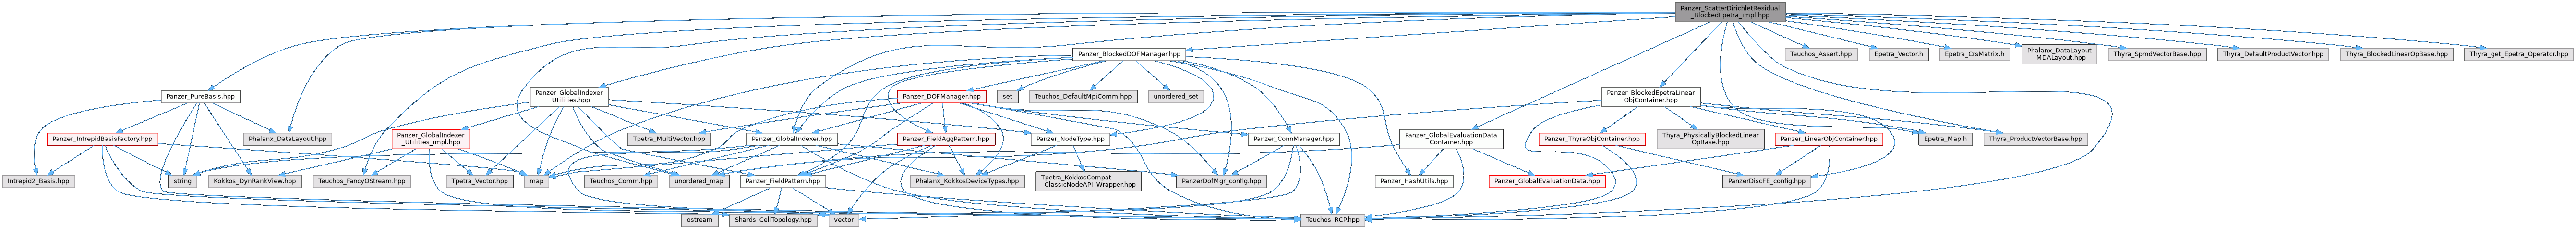 Panzer_ScatterDirichletResidual
_BlockedEpetra_impl.hpp
Panzer_BlockedDOFManager.hpp
Teuchos_Assert.hpp
Epetra_Vector.h
Epetra_CrsMatrix.h
Phalanx_DataLayout
_MDALayout.hpp
Thyra_SpmdVectorBase.hpp
Thyra_DefaultProductVector.hpp
Thyra_BlockedLinearOpBase.hpp
Thyra_get_Epetra_Operator.hpp
Panzer_PureBasis.hpp
Panzer_GlobalIndexer
_Utilities.hpp
Panzer_DOFManager.hpp
set
Teuchos_DefaultMpiComm.hpp
unordered_set
Panzer_BlockedEpetraLinear
ObjContainer.hpp
Panzer_IntrepidBasisFactory.hpp
Phalanx_DataLayout.hpp
Panzer_GlobalIndexer
_Utilities_impl.hpp
Tpetra_MultiVector.hpp
Panzer_GlobalIndexer.hpp
Panzer_FieldAggPattern.hpp
Panzer_NodeType.hpp
Panzer_ConnManager.hpp
Panzer_GlobalEvaluationData
Container.hpp
Panzer_ThyraObjContainer.hpp
Thyra_PhysicallyBlockedLinear
OpBase.hpp
Panzer_LinearObjContainer.hpp
Epetra_Map.h
Thyra_ProductVectorBase.hpp
Intrepid2_Basis.hpp
string
Kokkos_DynRankView.hpp
Teuchos_FancyOStream.hpp
Tpetra_Vector.hpp
map
Teuchos_Comm.hpp
unordered_map
Panzer_FieldPattern.hpp
Phalanx_KokkosDeviceTypes.hpp
Tpetra_KokkosCompat
_ClassicNodeAPI_Wrapper.hpp
PanzerDofMgr_config.hpp
Panzer_HashUtils.hpp
Panzer_GlobalEvaluationData.hpp
PanzerDiscFE_config.hpp
ostream
Shards_CellTopology.hpp
vector
Teuchos_RCP.hpp